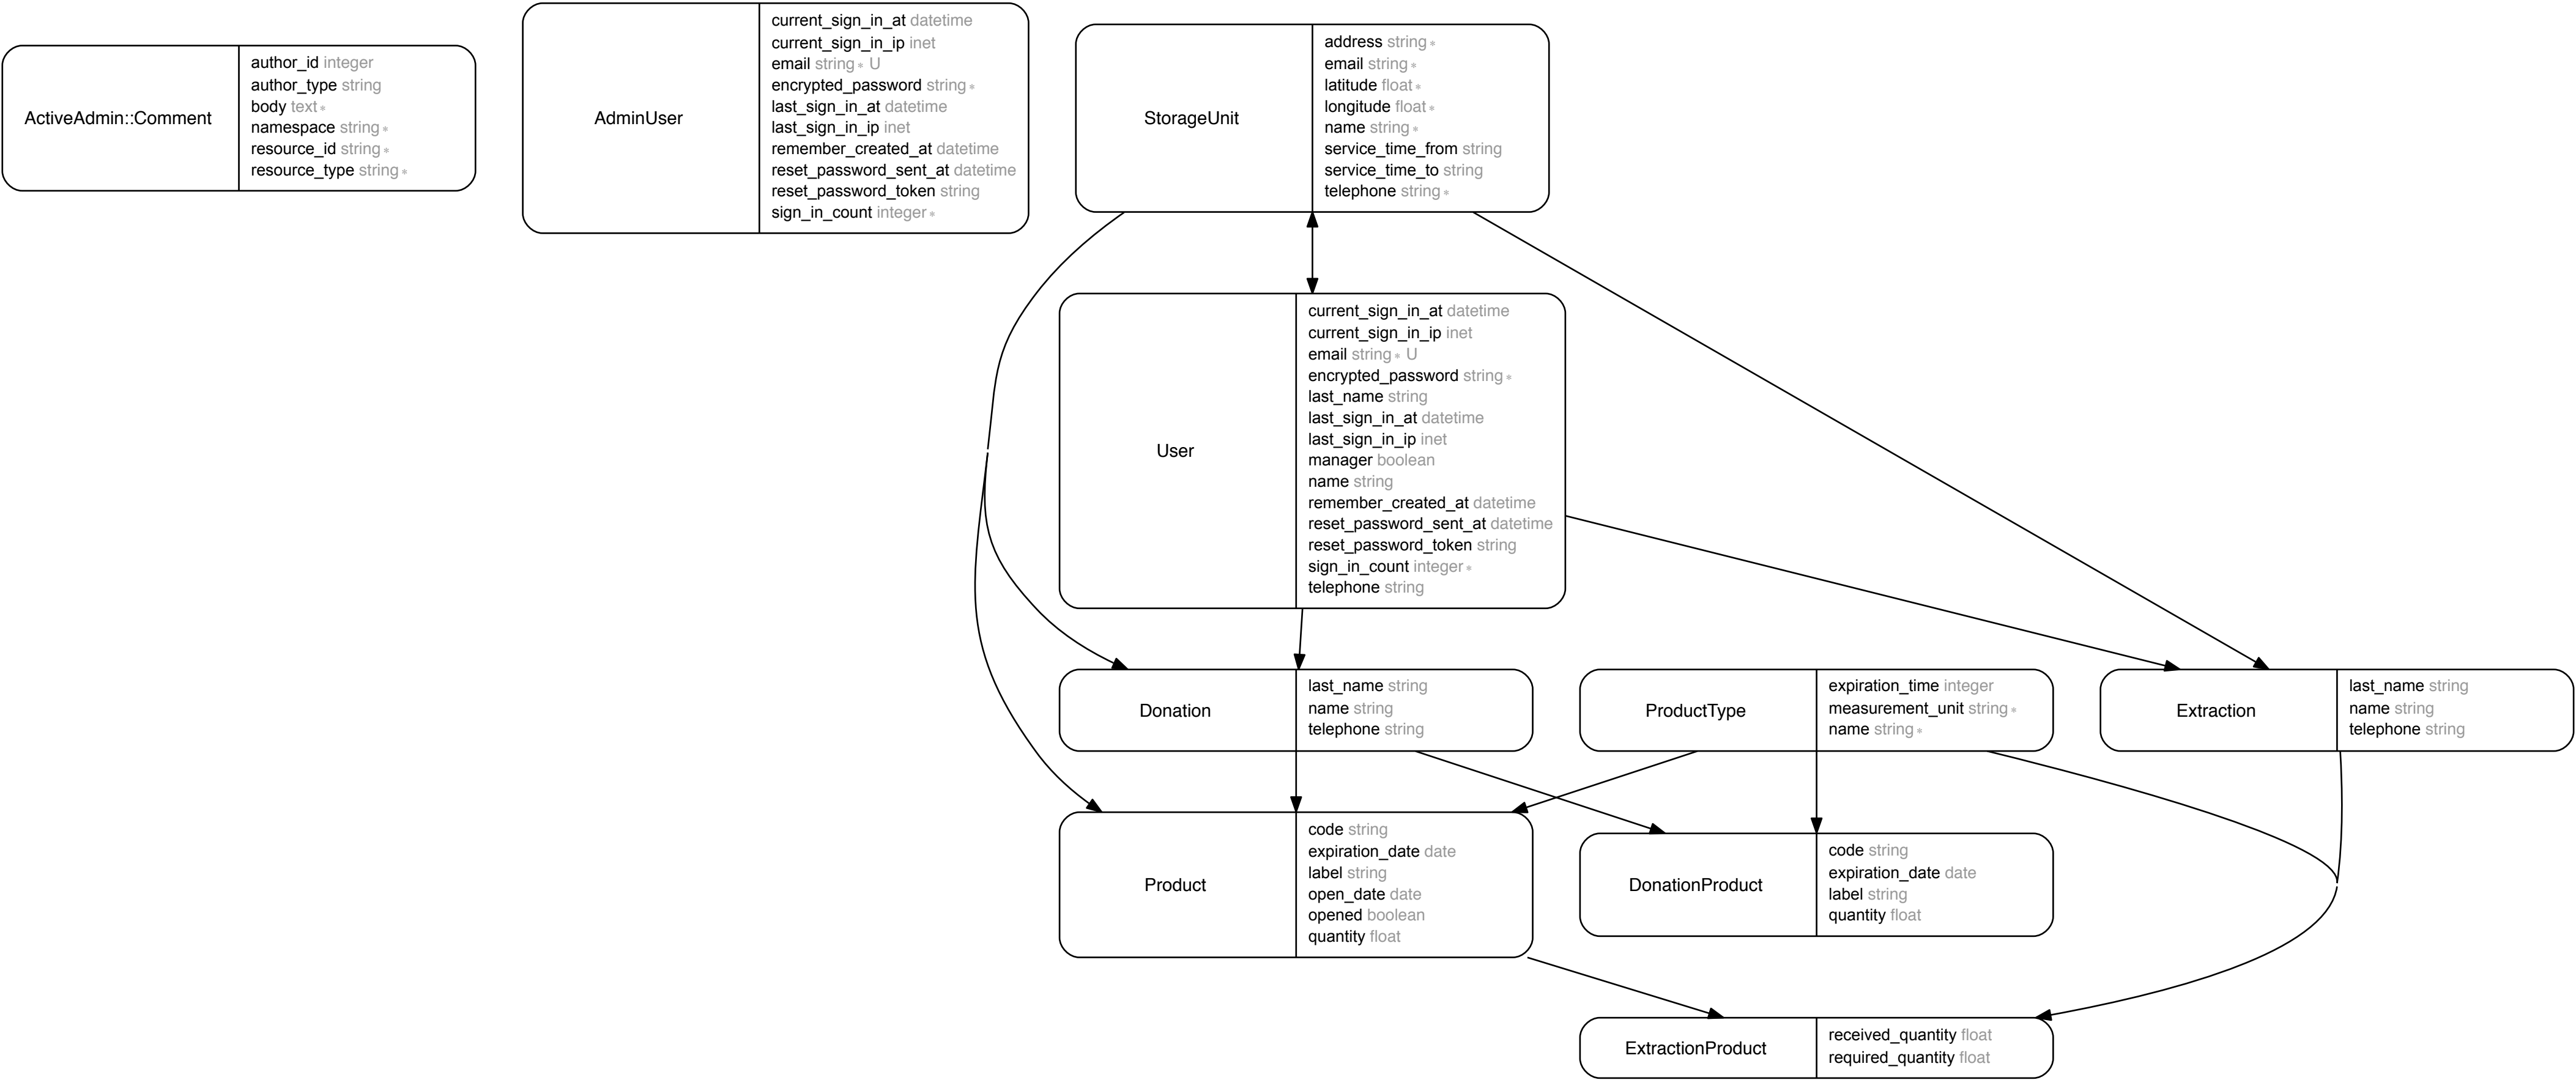 ActiveAdmin::Comment
author_id integer
author_type string
body text ∗
namespace string ∗
resource_id string ∗
resource_type string ∗
AdminUser
current_sign_in_at datetime
current_sign_in_ip inet
email string ∗ U
encrypted_password string ∗
last_sign_in_at datetime
last_sign_in_ip inet
remember_created_at datetime
reset_password_sent_at datetime
reset_password_token string
sign_in_count integer ∗
StorageUnit
address string ∗
email string ∗
latitude float ∗
longitude float ∗
name string ∗
service_time_from string
service_time_to string
telephone string ∗
User
current_sign_in_at datetime
current_sign_in_ip inet
email string ∗ U
encrypted_password string ∗
last_name string
last_sign_in_at datetime
last_sign_in_ip inet
manager boolean
name string
remember_created_at datetime
reset_password_sent_at datetime
reset_password_token string
sign_in_count integer ∗
telephone string
Donation
last_name string
name string
telephone string
ProductType
expiration_time integer
measurement_unit string ∗
name string ∗
Extraction
last_name string
name string
telephone string
Product
code string
expiration_date date
label string
open_date date
opened boolean
quantity float
DonationProduct
code string
expiration_date date
label string
quantity float
ExtractionProduct
received_quantity float
required_quantity float